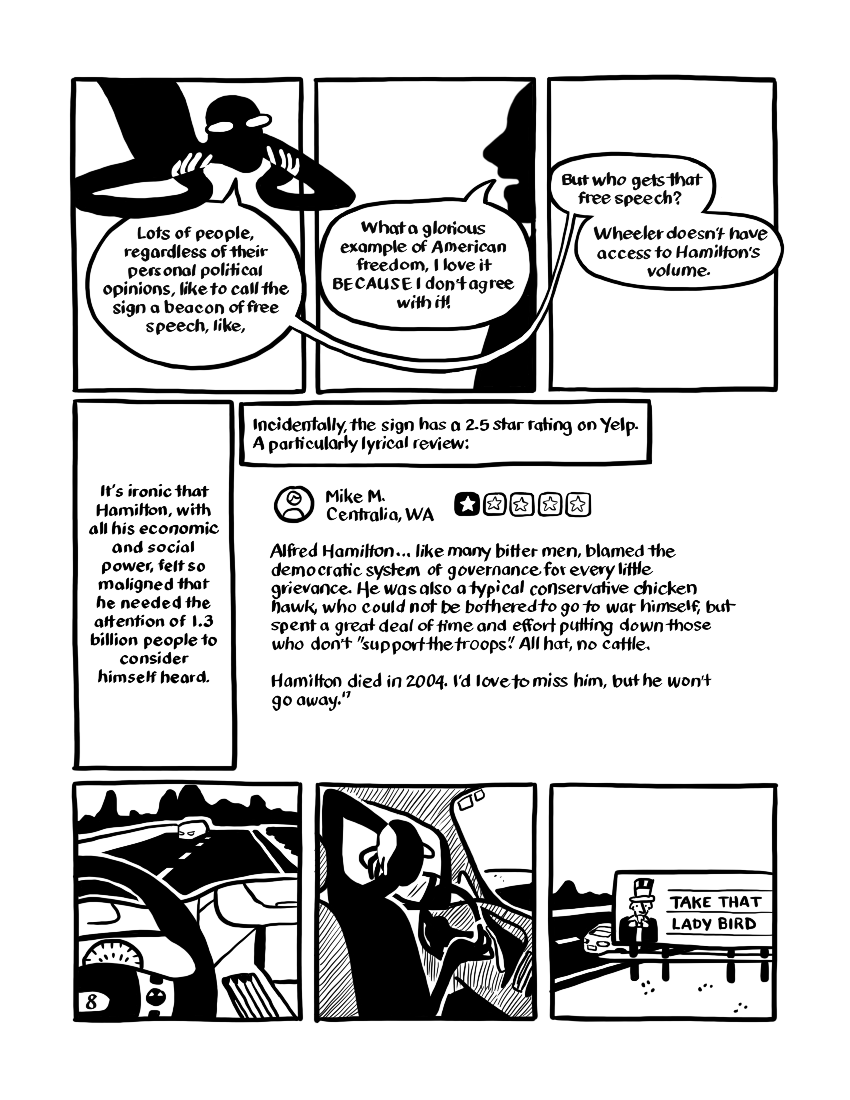 Lots of people,
regardless of their
personal political
opinions, like to call the
sign a beacon of free
speech, like,
What a glorious
example of American
freedom, I love it
BECAUSE I don't agree
with it!
But who gets that
free speech?
Wheeler doesn't have
access to Hamilton's
volume.
It's ironic that
Hamilton, with
all his economic
and social
power, felt so
maligned that
he needed the
attention of 1.3
billion people to
consider
himself heard.
Incidentally, the sign has a 2.5 star rating on Yelp.
A particularly lyrical review:
Mike M.
Centralia, WA
Alfred Hamilton... like many bitter men, blamed the
democratic system of governance for every little
grievance. He was also a typical conservative chicken
hawk, who could not be bothered to go to war himself, but
spent a great deal of time and effort putting down those
who don't "support the troops". All hat, no cattle.
Hamilton died in 2004. I'd love to miss him, but he won't
go away."
8
TAKE THAT
LADY BIRD